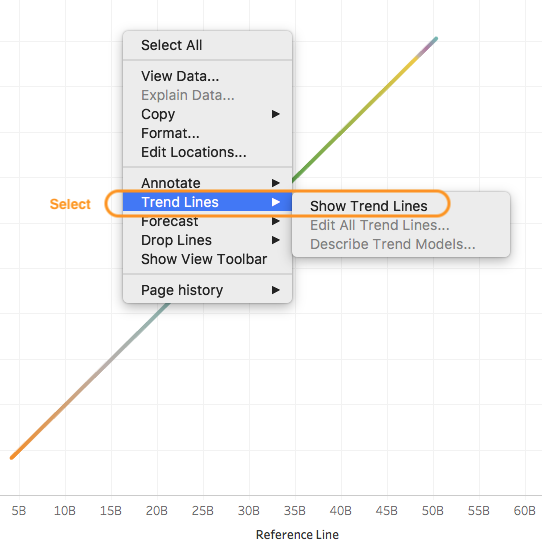 Select All
View Data...
Explain Data...
Copy
Format...
Edit Locations...
Annotate
Select
Trend Lines
Show Trend Lines
Forecast
Edit All Trend Lines...
Drop Lines
Describe Trend Models...
Show View Toolbar
Page history
5B 10B 15B 20B 25B 30B 35B 40B 45B 50B 55B 60B
Reference Line